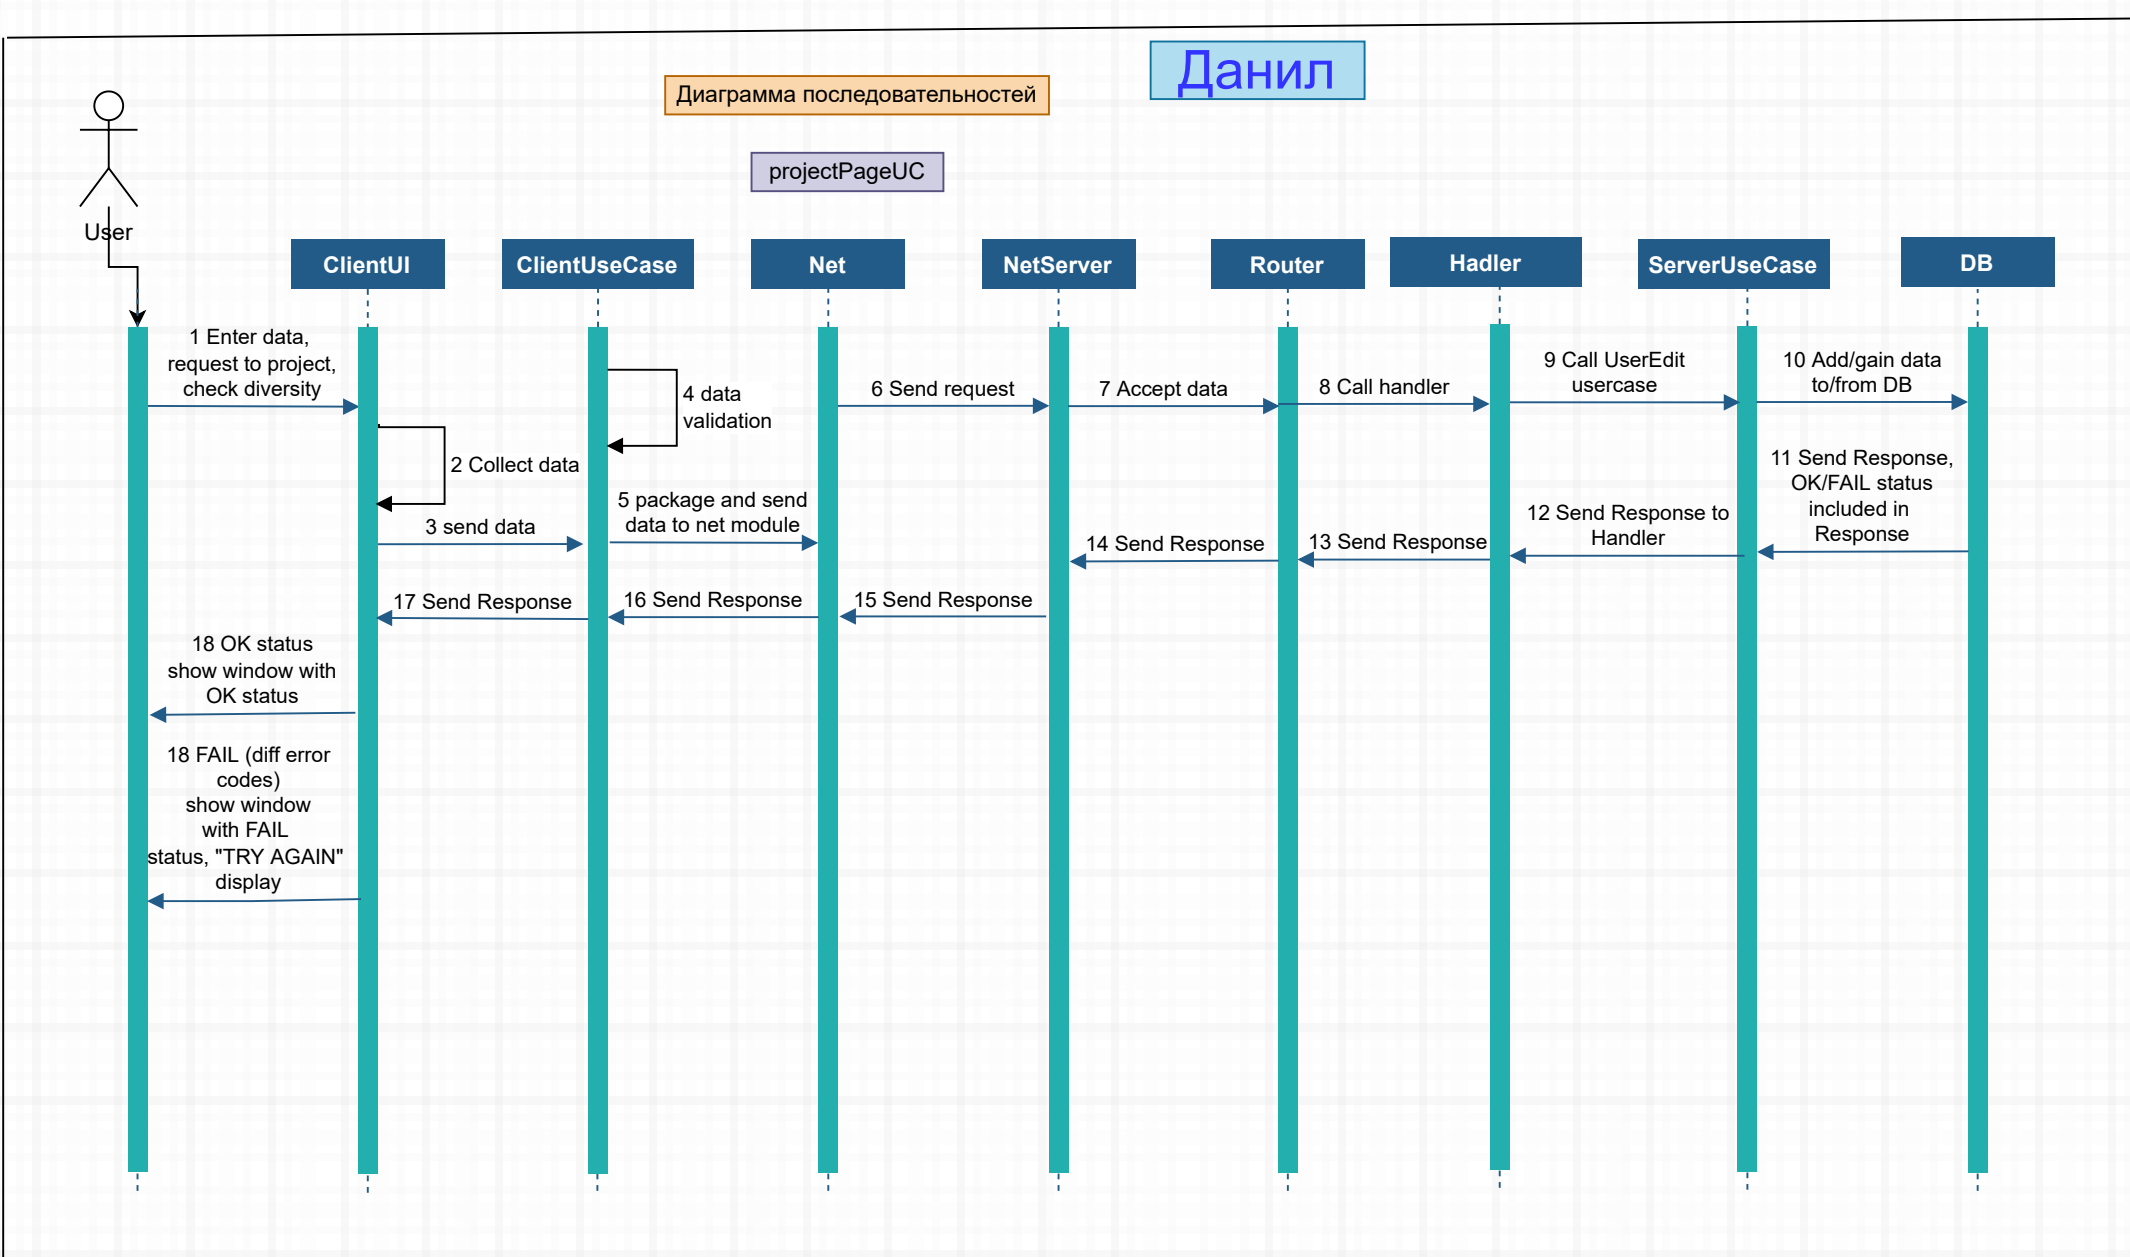 Данил
Диаграмма последовательностей
projectPageUC
User
ClientUI
ClientUseCase
Net
NetServer
Router
Hadler
ServerUseCase
DB
1 Enter data,
request to project,
check diversity
2 Collect data
3 send data
4 data
validation
5 package and send
data to net module
6 Send request
7 Accept data
8 Call handler
9 Call UserEdit
usercase
10 Add/gain data
to/from DB
11 Send Response,
OK/FAIL status
included in
Response
12 Send Response to
Handler
13 Send Response
14 Send Response
15 Send Response
16 Send Response
17 Send Response
18 OK status
show window with
OK status
18 FAIL (diff error
codes)
show window
with FAIL
status, "TRY AGAIN"
display